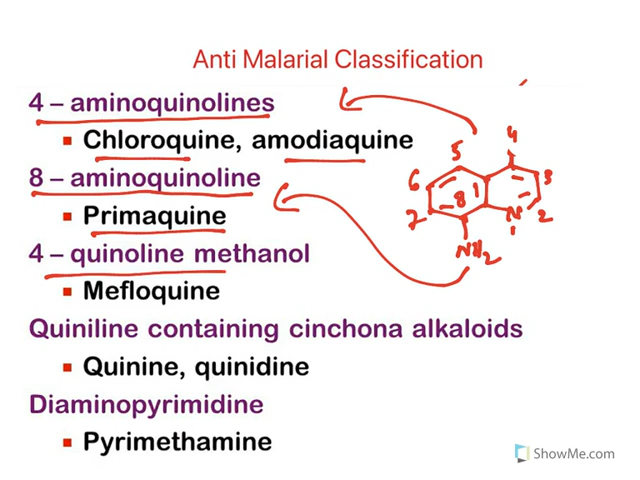 Anti Malarial Classification
4 – aminoquinolines
Chloroquine, amodiaquine
8 – aminoquinoline
Primaquine
4 – quinoline methanol
Mefloquine
Quiniline containing cinchona alkaloids
Quinine, quinidine
Diaminopyrimidine
Pyrimethamine
4
5
6
3
8
7
N
2
1
NH2
ShowMe.com